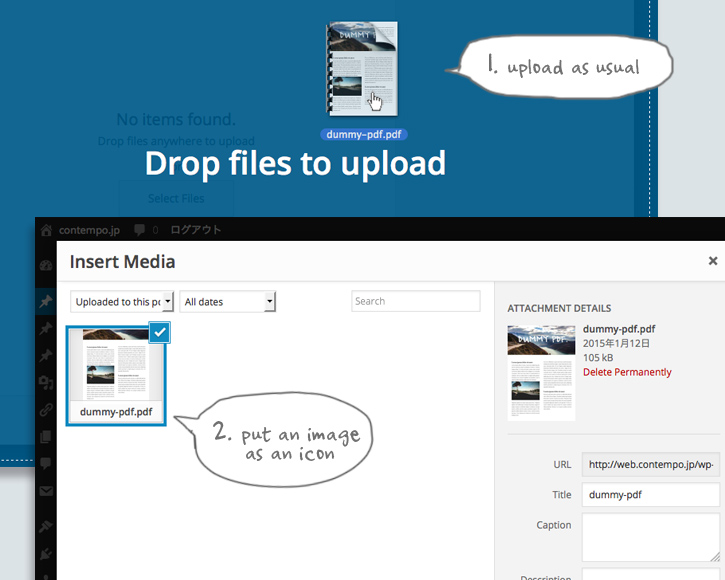 DUMMY
1. upload as usual
No items found.
Drop files anywhere to upload
dummy-pdf.pdf
Drop files to upload
Select Files
contempo.jp 0 ログアウト
Insert Media
Uploaded to this po
All dates
Search
dummy-pdf.pdf
2. put an image
as an icon
ATTACHMENT DETAILS
DUMMY PDF
dummy-pdf.pdf
2015年1月12日
105 kB
Delete Permanently
URL http://web.contempo.jp/wp-
Title dummy-pdf
Caption
Description